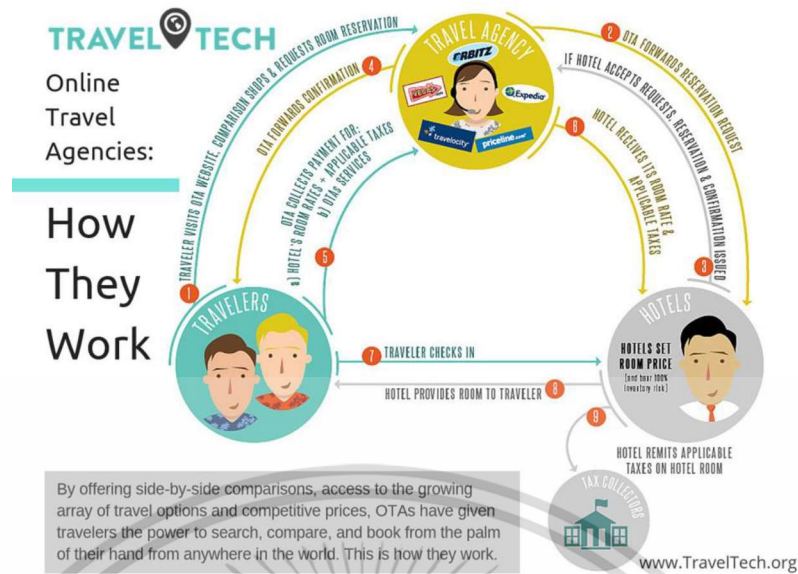 TRAVEL TECH
Online
Travel
Agencies:
How
They
Work
TRAVEL AGENCY
ORBITZ
VEGAS
Expedia
travelocity
priceline.com
1
TRAVELER VISITS OTA WEBSITE, COMPARISON SHOPS & REQUESTS ROOM RESERVATION
2
OTA FORWARDS RESERVATION REQUEST
3
IF HOTEL ACCEPTS REQUESTS, RESERVATION & CONFIRMATION ISSUED
4
OTA FORWARDS CONFIRMATION
5
OTA COLLECTS PAYMENT FOR:
a) HOTEL'S ROOM RATES + APPLICABLE TAXES
b) OTAs SERVICES
6
HOTEL RECEIVES ITS ROOM RATE &
APPLICABLE TAXES
TRAVELERS
HOTELS
HOTELS SET
ROOM PRICE
(and bear 100%
inventory risk)
7 TRAVELER CHECKS IN
HOTEL PROVIDES ROOM TO TRAVELER 8
9
HOTEL REMITS APPLICABLE
TAXES ON HOTEL ROOM
TAX COLLECTORS
By offering side-by-side comparisons, access to the growing
array of travel options and competitive prices, OTAs have given
travelers the power to search, compare, and book from the palm
of their hand from anywhere in the world. This is how they work.
www.TravelTech.org